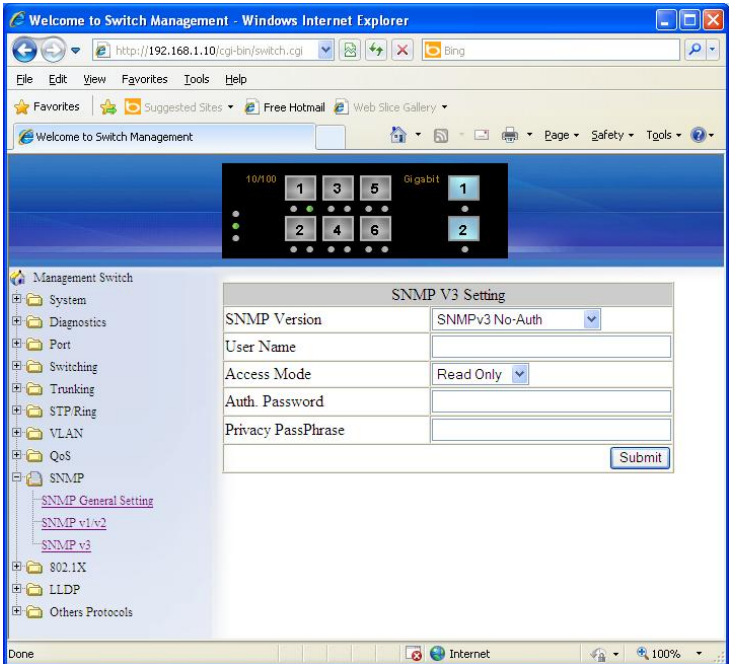 Welcome to Switch Management - Windows Internet Explorer
http://192.168.1.10/cgi-bin/switch.cgi
Bing
File Edit View Favorites Tools Help
Favorites Suggested Sites Free Hotmail Web Slice Gallery
Welcome to Switch Management
Page Safety Tools
10/100 1 3 5 Gigabit 1
2 4 6 2
Management Switch
System
Diagnostics
Port
Switching
Trunking
STP/Ring
VLAN
QoS
SNMP
SNMP General Setting
SNMP v1/v2
SNMP v3
802.1X
LLDP
Others Protocols
SNMP V3 Setting
SNMP Version SNMPv3 No-Auth
User Name
Access Mode Read Only
Auth. Password
Privacy PassPhrase
Submit
Done Internet 100%